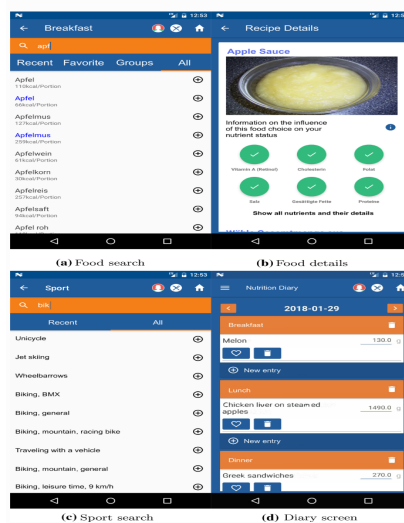 12:53
Breakfast
apf
Recent Favorite Groups All
Apfel
110kcal/Portion
Apfel
66kcal/Portion
Apfelmus
127kcal/Portion
Apfelmus
259kcal/Portion
Apfelwein
61kcal/Portion
Apfelkorn
30kcal/Portion
Apfelreis
257kcal/Portion
Apfelsaft
94kcal/Portion
Apfel roh
(a) Food search
12:53
Recipe Details
Apple Sauce
Information on the influence
of this food choice on your
nutrient status
Vitamin A (Retinol) Cholesterin Folat
Salz Gesättigte Fette Proteine
Show all nutrients and their details
(b) Food details
12:53
Sport
bik
Recent All
Unicycle
Jet skiing
Wheelbarrows
Biking, BMX
Biking, general
Biking, mountain, racing bike
Traveling with a vehicle
Biking, mountain, general
Biking, leisure time, 9 km/h
(c) Sport search
Nutrition Diary
2018-01-29
Breakfast
Melon 130.0 g
New entry
Lunch
Chicken liver on steamed
apples 1490.0 g
New entry
Dinner
Greek sandwiches 270.0 g
(d) Diary screen